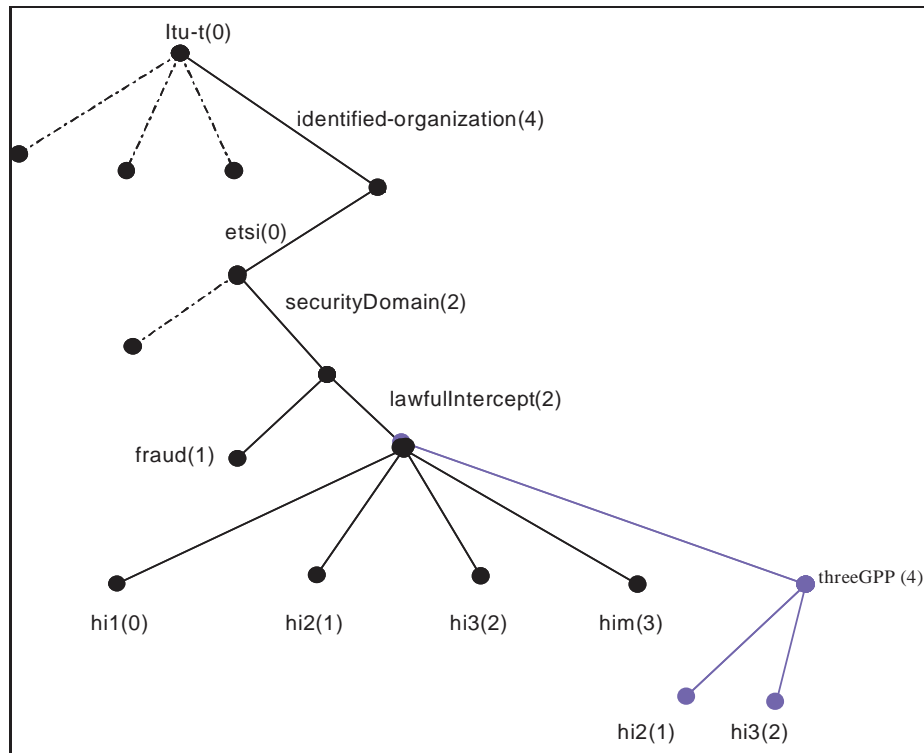 Itu-t(0)
identified-organization(4)
etsi(0)
securityDomain(2)
lawfulIntercept(2)
fraud(1)
threeGPP (4)
hi1(0)
hi2(1)
hi3(2)
him(3)
hi2(1)
hi3(2)